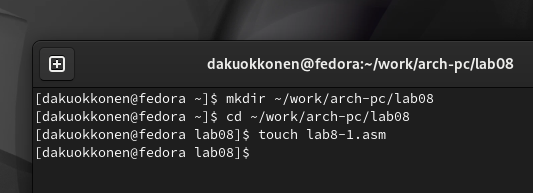 dakuokkonen@fedora:~/work/arch-pc/lab08
[dakuokkonen@fedora ~]$ mkdir ~/work/arch-pc/lab08
[dakuokkonen@fedora ~]$ cd ~/work/arch-pc/lab08
[dakuokkonen@fedora lab08]$ touch lab8-1.asm
[dakuokkonen@fedora lab08]$